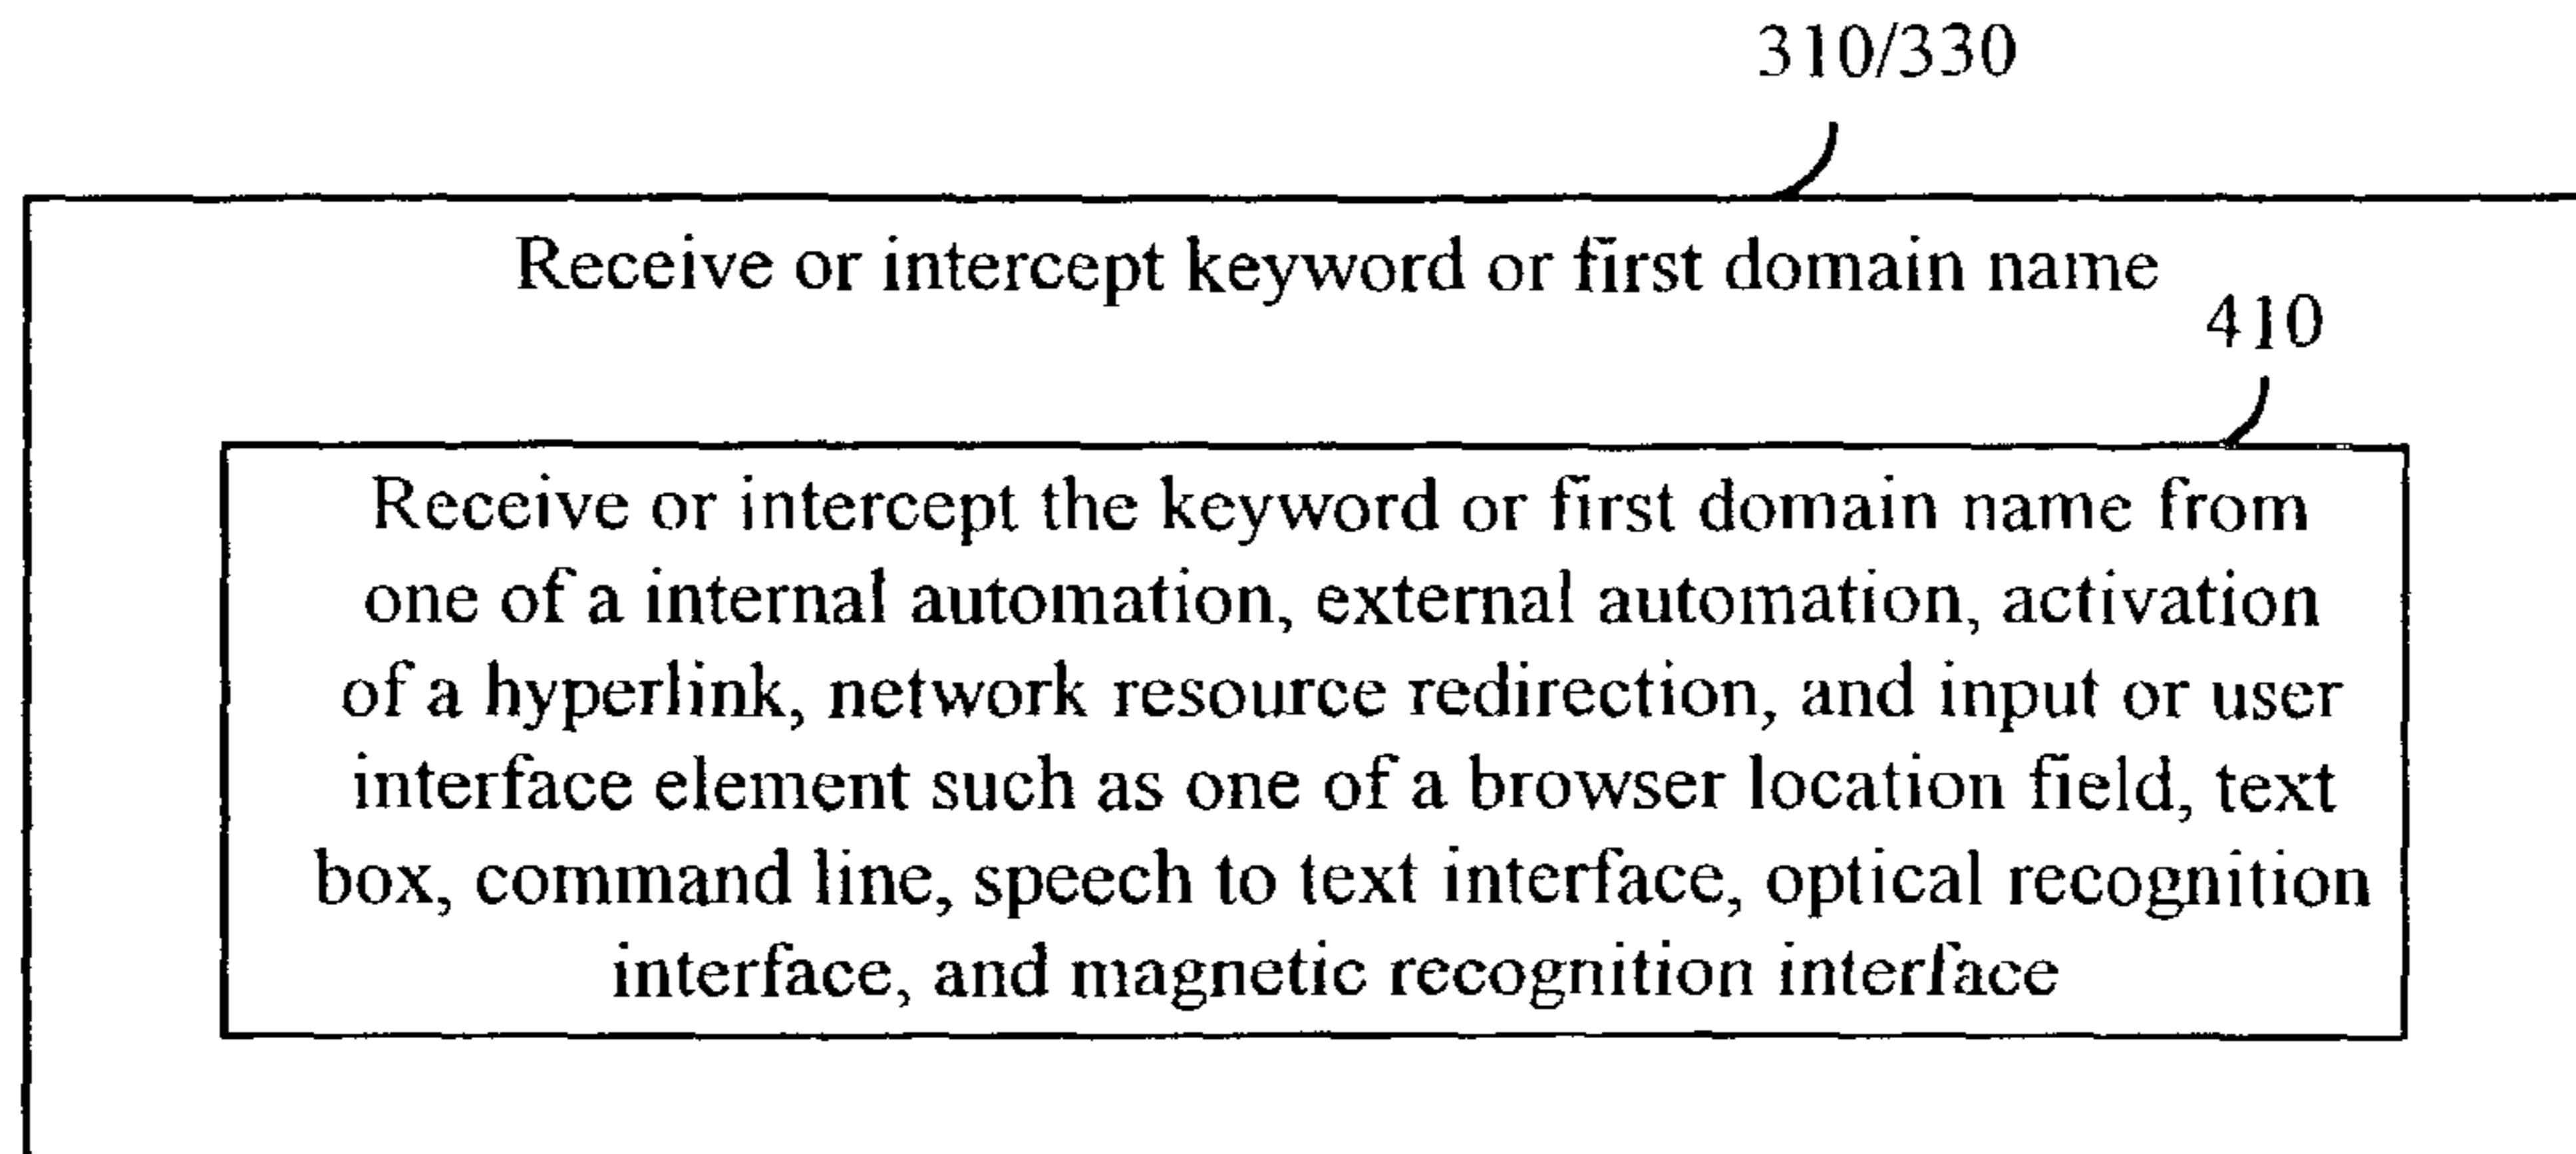 310/330
Receive or intercept keyword or first domain name
410
Receive or intercept the keyword or first domain name from
one of a internal automation, external automation, activation
of a hyperlink, network resource redirection, and input or user
interface element such as one of a browser location field, text
box, command line, speech to text interface, optical recognition
interface, and magnetic recognition interface